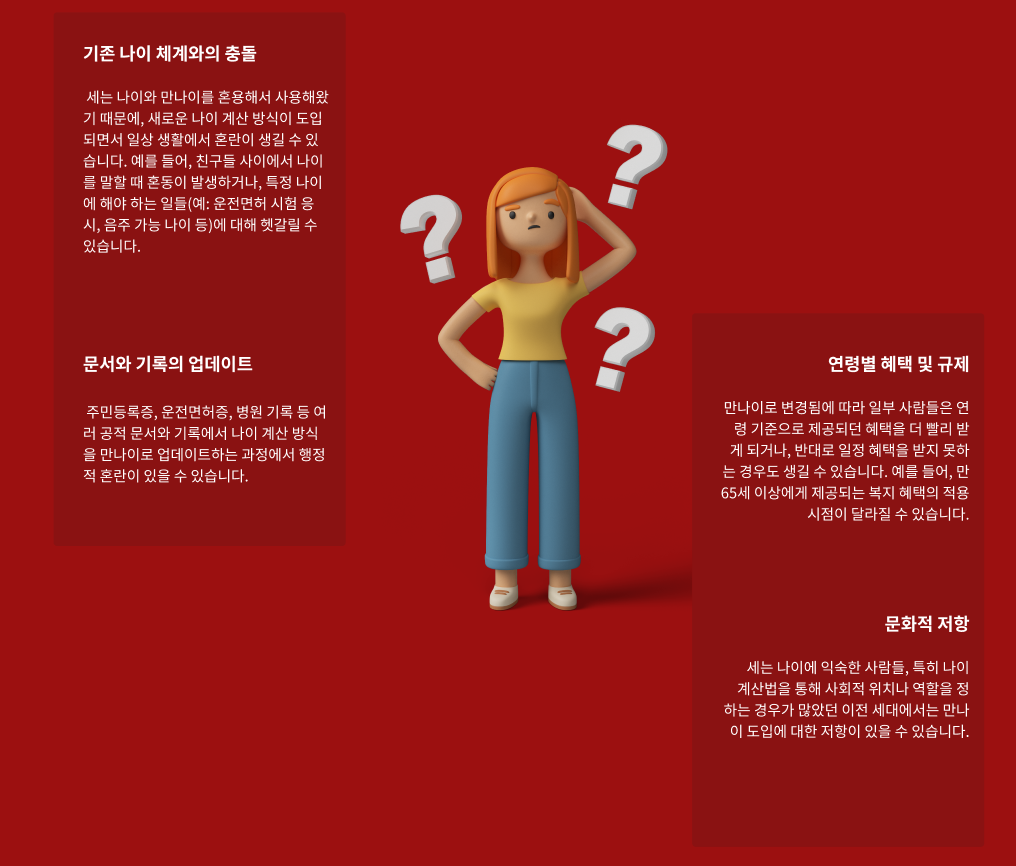 기존 나이 체계와의 충돌
세는 나이와 만나이를 혼용해서 사용해왔
기 때문에, 새로운 나이 계산 방식이 도입
되면서 일상 생활에서 혼란이 생길 수 있
습니다. 예를 들어, 친구들 사이에서 나이
를 말할 때 혼동이 발생하거나, 특정 나이
에 해야 하는 일들(예: 운전면허 시험 응
시, 음주 가능 나이 등)에 대해 헷갈릴 수
있습니다.
문서와 기록의 업데이트
주민등록증, 운전면허증, 병원 기록 등 여
러 공적 문서와 기록에서 나이 계산 방식
을 만나이로 업데이트하는 과정에서 행정
적 혼란이 있을 수 있습니다.
연령별 혜택 및 규제
만나이로 변경됨에 따라 일부 사람들은 연
령 기준으로 제공되던 혜택을 더 빨리 받
게 되거나, 반대로 일정 혜택을 받지 못하
는 경우도 생길 수 있습니다. 예를 들어, 만
65세 이상에게 제공되는 복지 혜택의 적용
시점이 달라질 수 있습니다.
문화적 저항
세는 나이에 익숙한 사람들, 특히 나이
계산법을 통해 사회적 위치나 역할을 정
하는 경우가 많았던 이전 세대에서는 만나
이 도입에 대한 저항이 있을 수 있습니다.
?
?
?